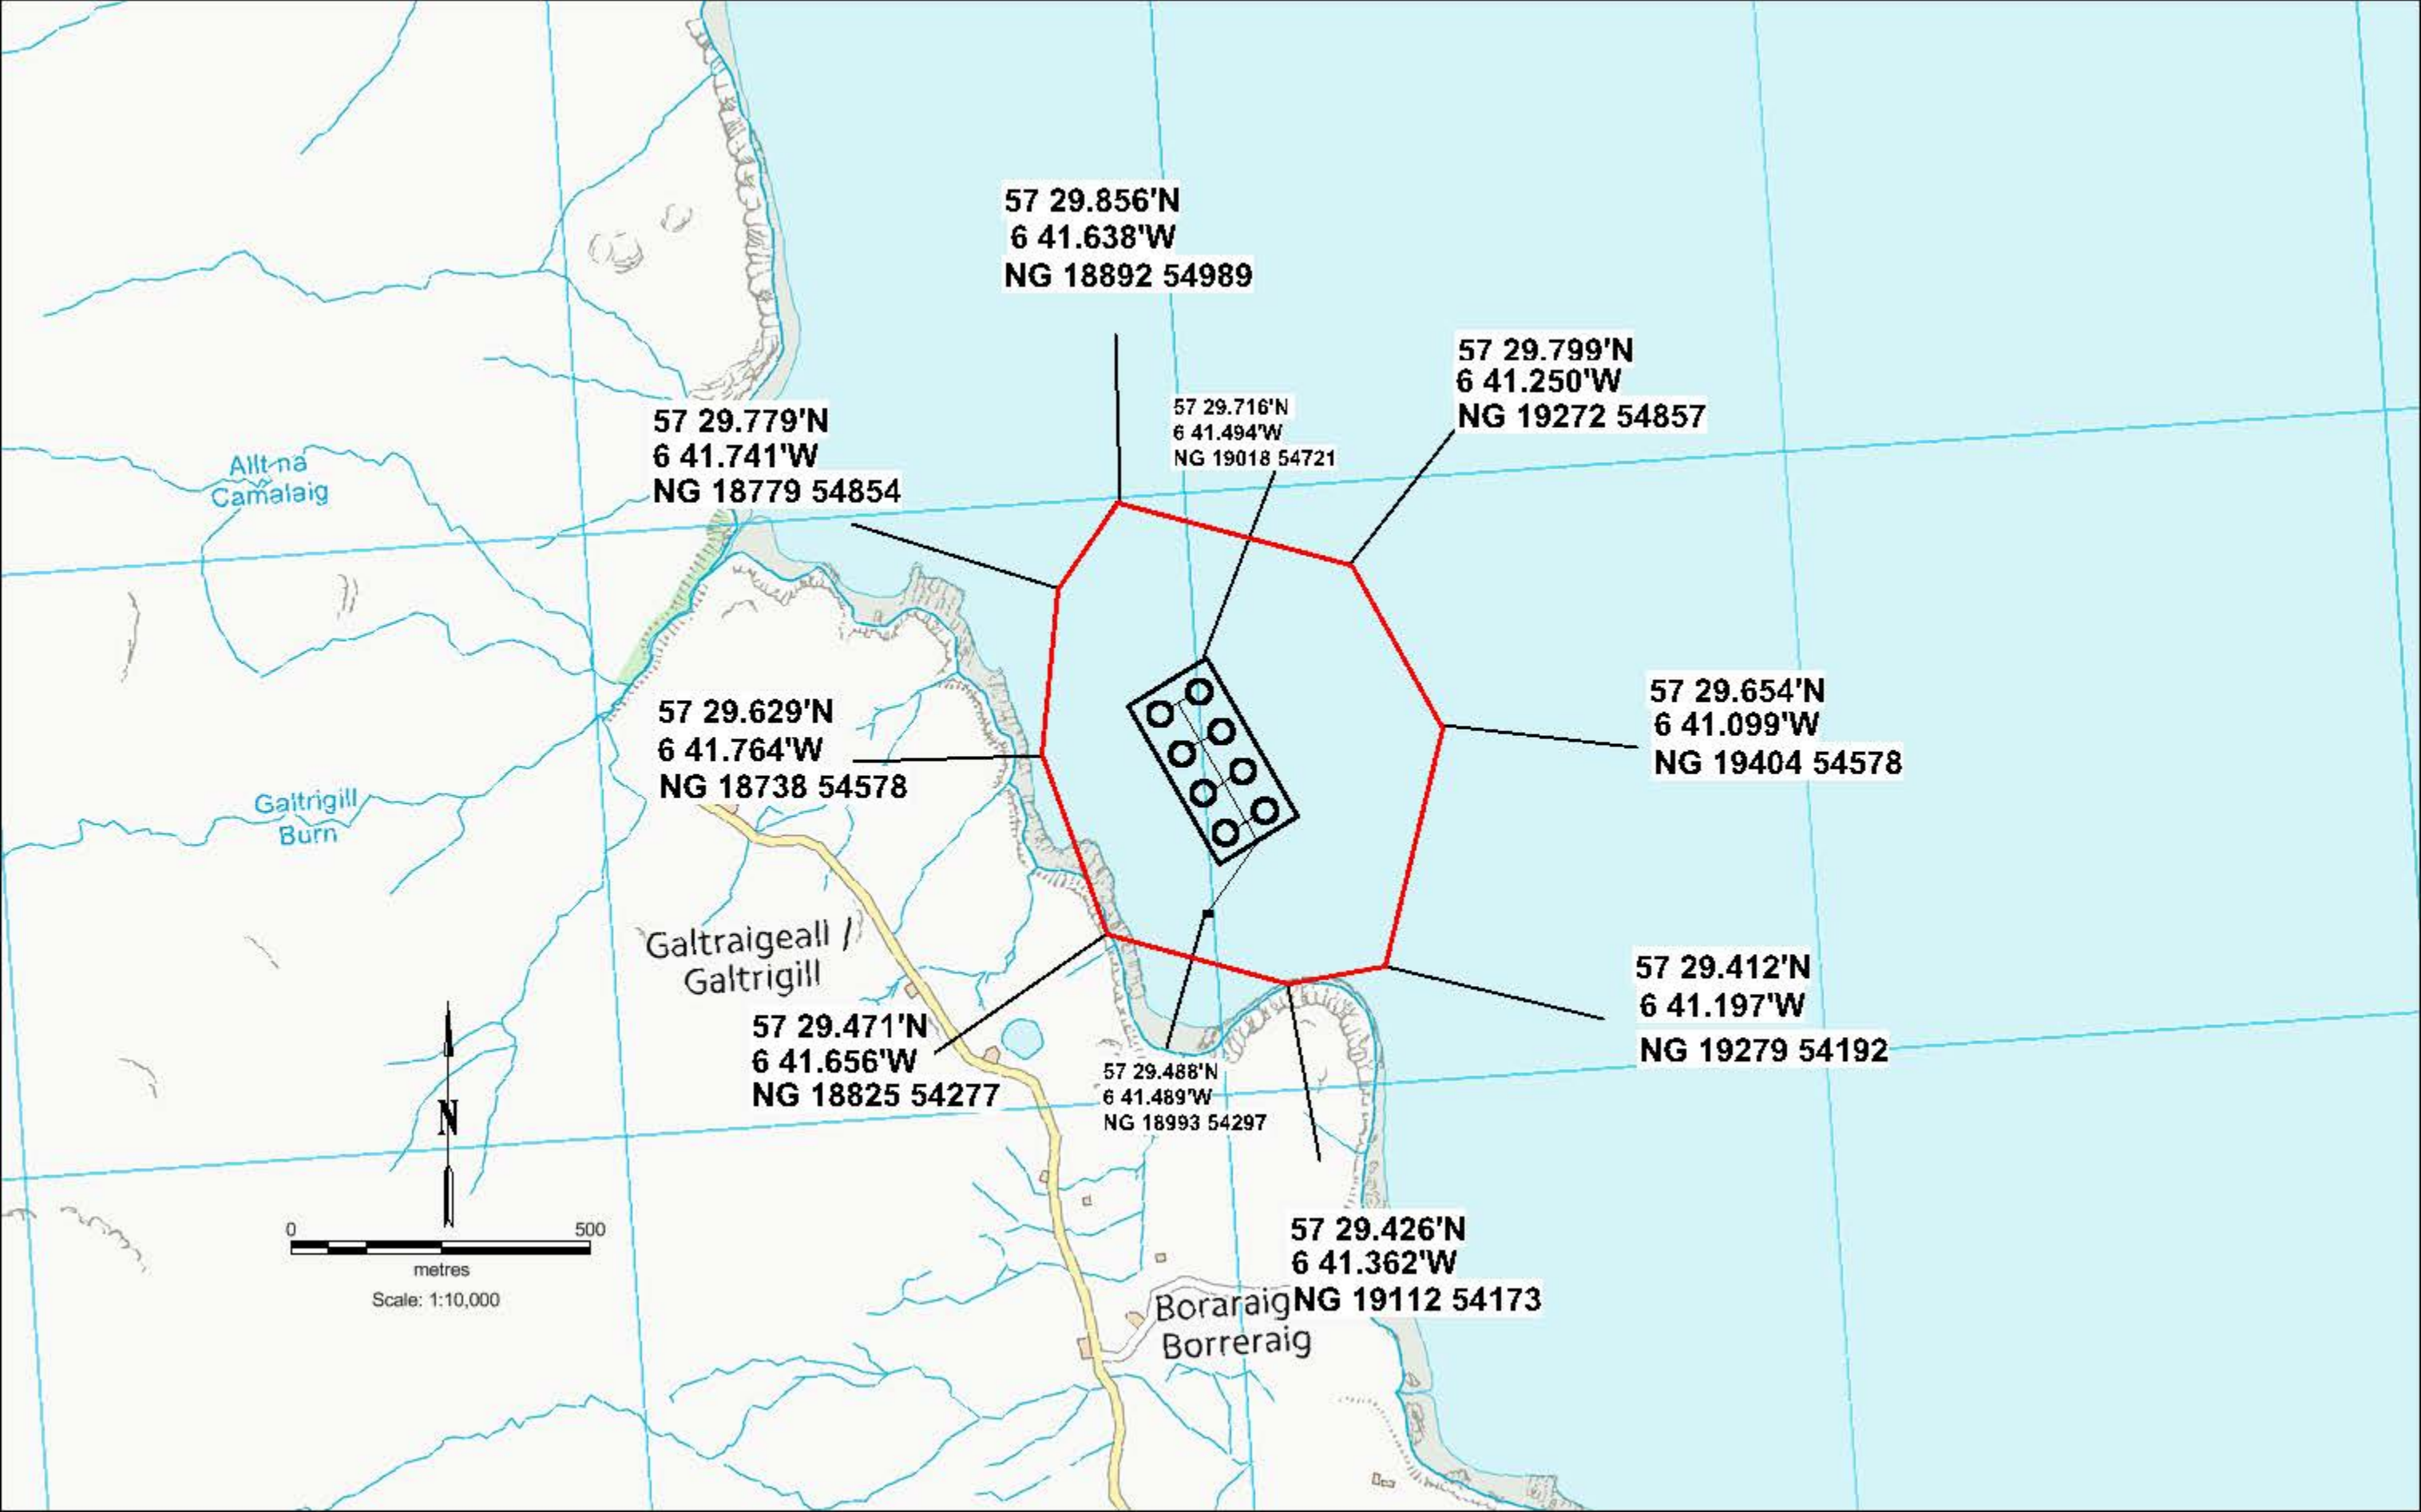 57 29.856'N
6 41.638'W
NG 18892 54989
57 29.799'N
6 41.250'W
NG 19272 54857
57 29.716'N
6 41.494'W
NG 19018 54721
57 29.779'N
6 41.741'W
NG 18779 54854
Allt na
Camalaig
57 29.654'N
6 41.099'W
NG 19404 54578
57 29.629'N
6 41.764'W
NG 18738 54578
Galtrigill
Burn
Galtraigeall /
Galtrigill
57 29.412'N
6 41.197'W
NG 19279 54192
57 29.471'N
6 41.656'W
NG 18825 54277
57 29.488'N
6 41.489'W
NG 18993 54297
N
0 500
metres
Scale: 1:10,000
57 29.426'N
6 41.362'W
NG 19112 54173
Boraraig
Borreraig